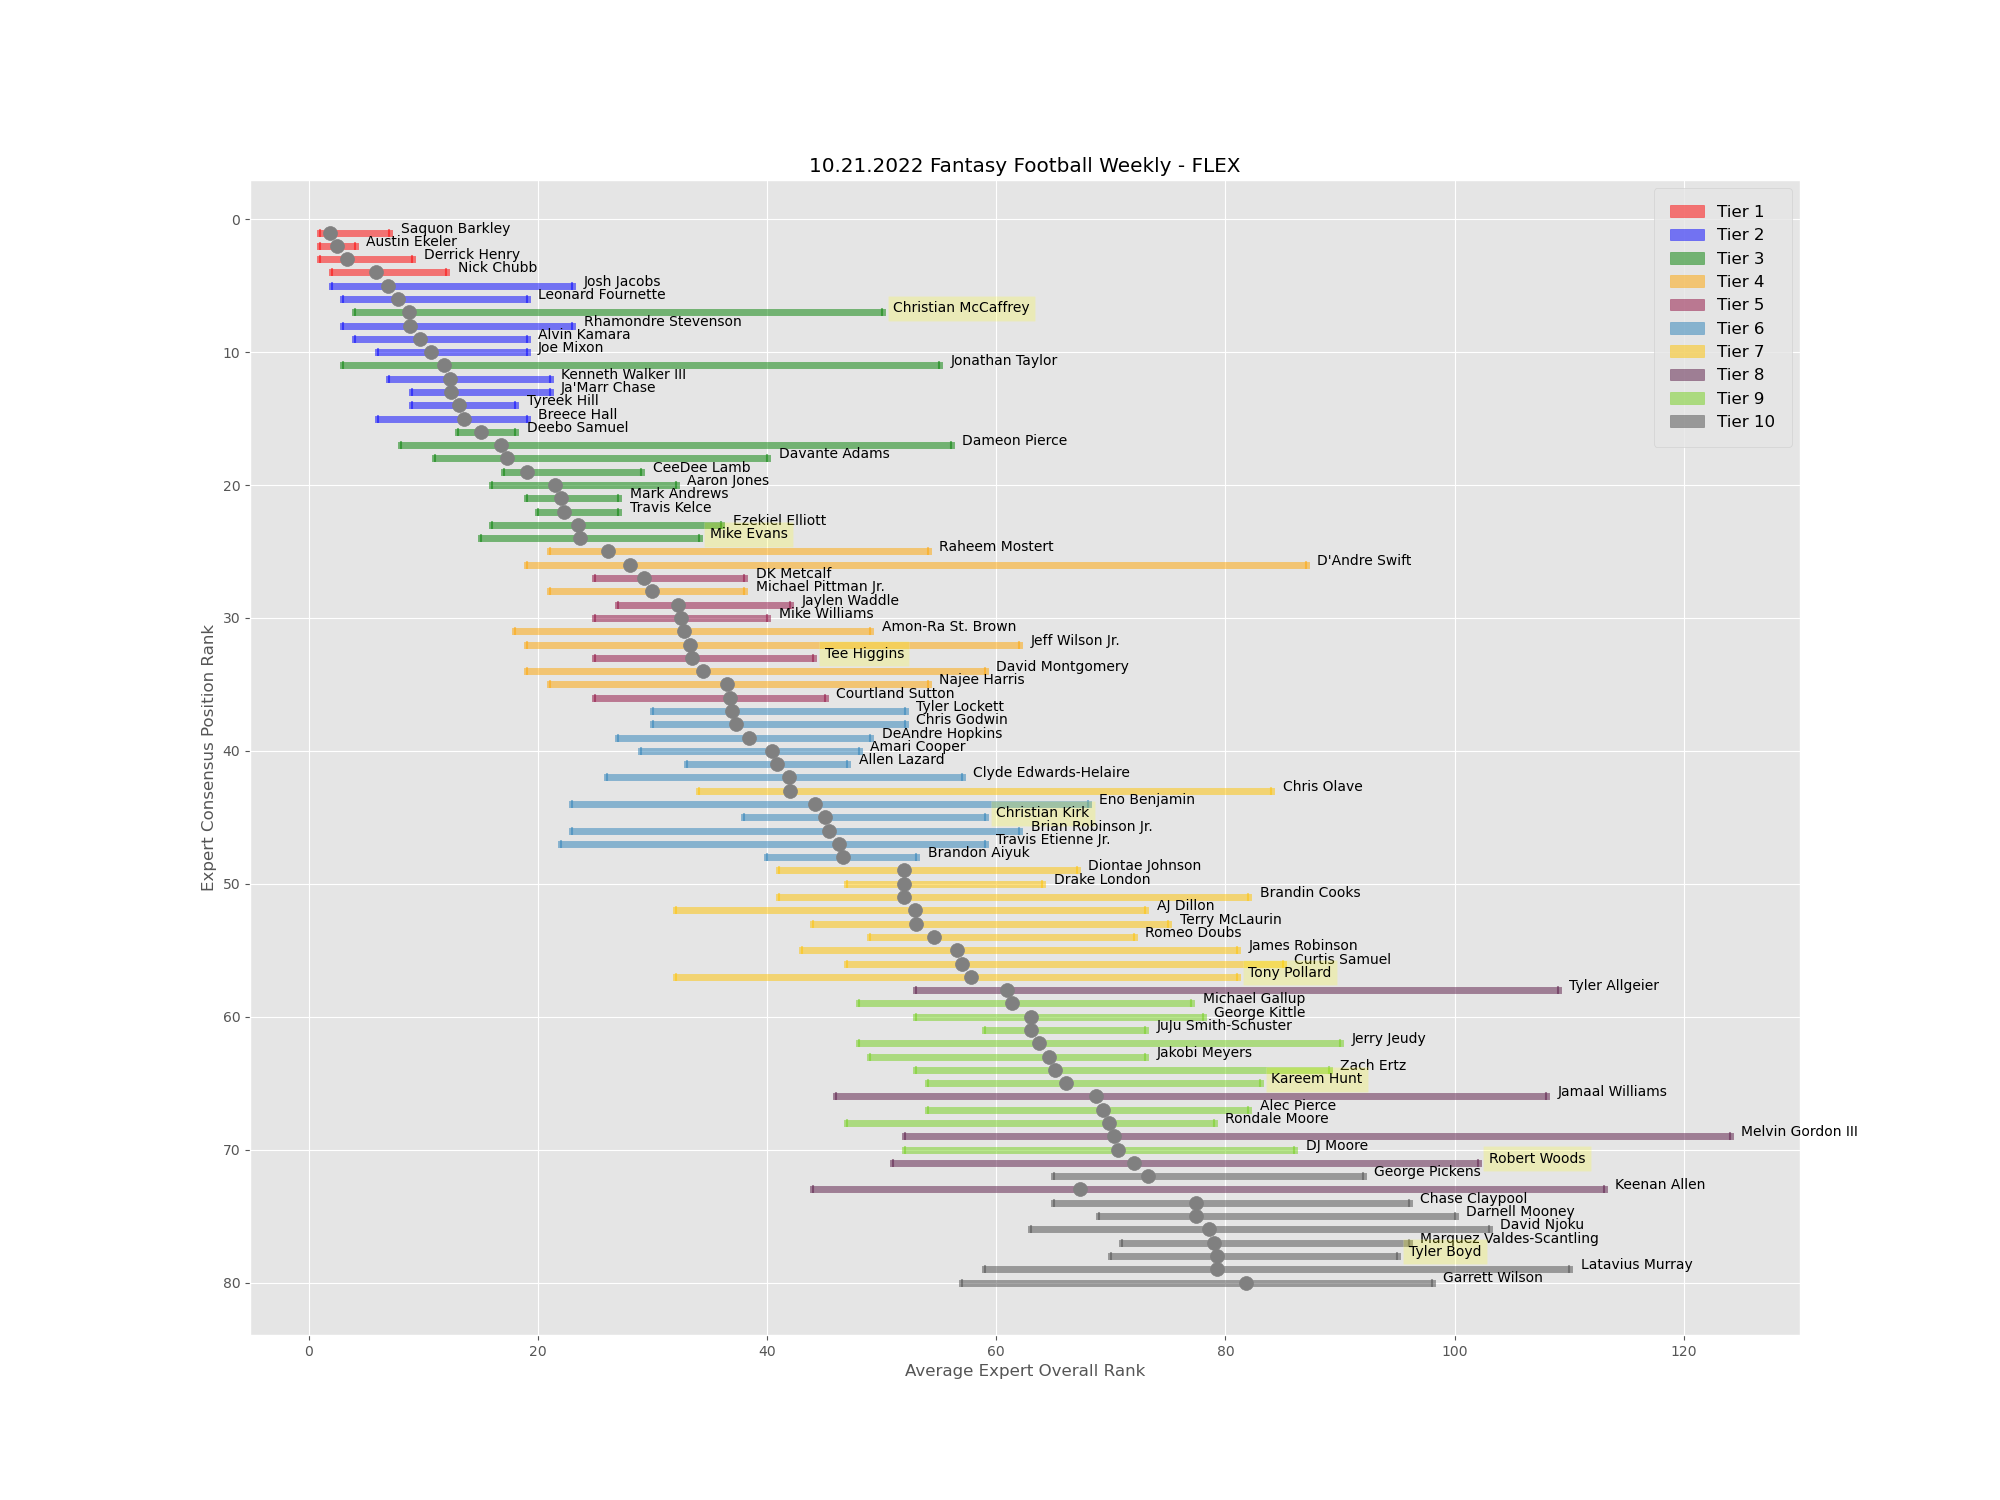 10.21.2022 Fantasy Football Weekly - FLEX
Tier 1
Tier 2
Tier 3
Tier 4
Tier 5
Tier 6
Tier 7
Tier 8
Tier 9
Tier 10
Expert Consensus Position Rank
0
10
20
30
40
50
60
70
80
Saquon Barkley
Austin Ekeler
Derrick Henry
Nick Chubb
Josh Jacobs
Leonard Fournette
Christian McCaffrey
Rhamondre Stevenson
Alvin Kamara
Joe Mixon
Jonathan Taylor
Kenneth Walker III
Ja'Marr Chase
Tyreek Hill
Breece Hall
Deebo Samuel
Dameon Pierce
Davante Adams
CeeDee Lamb
Aaron Jones
Mark Andrews
Travis Kelce
Ezekiel Elliott
Mike Evans
Raheem Mostert
D'Andre Swift
DK Metcalf
Michael Pittman Jr.
Jaylen Waddle
Mike Williams
Amon-Ra St. Brown
Jeff Wilson Jr.
Tee Higgins
David Montgomery
Najee Harris
Courtland Sutton
Tyler Lockett
Chris Godwin
DeAndre Hopkins
Amari Cooper
Allen Lazard
Clyde Edwards-Helaire
Chris Olave
Eno Benjamin
Christian Kirk
Brian Robinson Jr.
Travis Etienne Jr.
Brandon Aiyuk
Diontae Johnson
Drake London
Brandin Cooks
AJ Dillon
Terry McLaurin
Romeo Doubs
James Robinson
Curtis Samuel
Tony Pollard
Tyler Allgeier
Michael Gallup
George Kittle
JuJu Smith-Schuster
Jerry Jeudy
Jakobi Meyers
Zach Ertz
Kareem Hunt
Jamaal Williams
Alec Pierce
Rondale Moore
Melvin Gordon III
DJ Moore
Robert Woods
George Pickens
Keenan Allen
Chase Claypool
Darnell Mooney
David Njoku
Marquez Valdes-Scantling
Tyler Boyd
Latavius Murray
Garrett Wilson
0
20
40
60
80
100
120
Average Expert Overall Rank